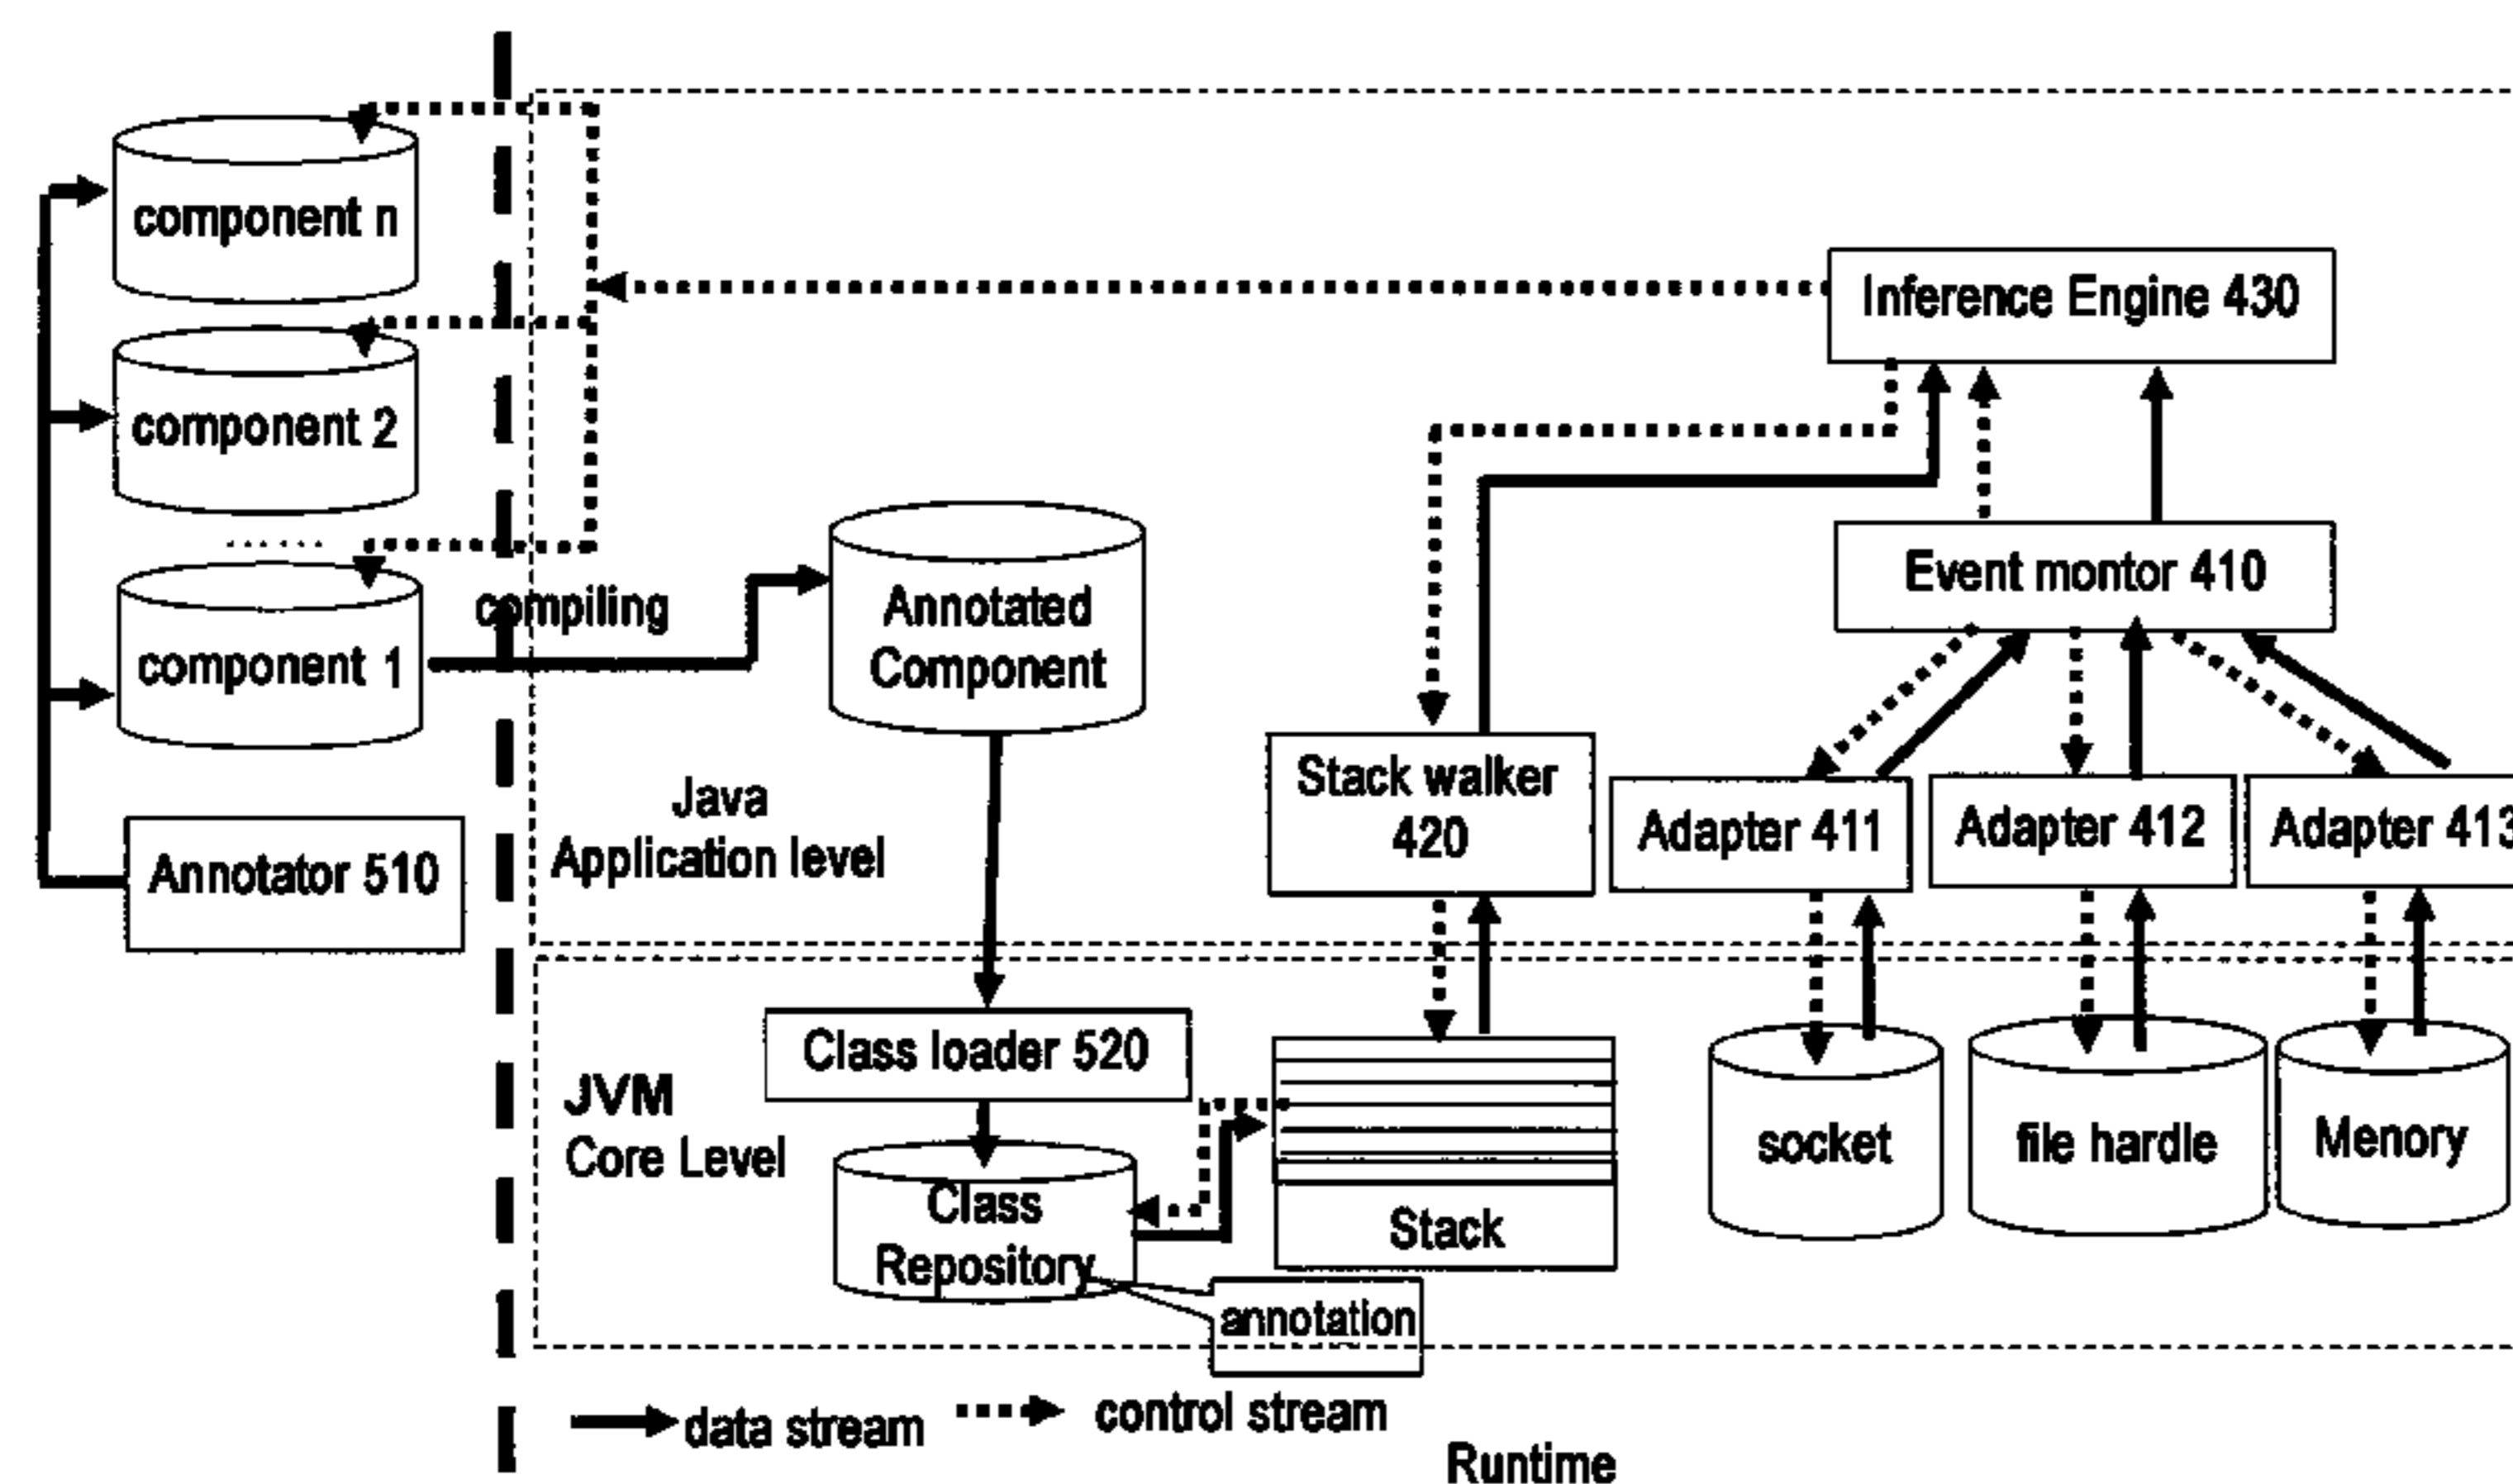 component n
Inference Engine 430
component 2
Event montor 410
compiling
Annotated
Component
component 1
Stack walker
420
Java
Application level
Adapter 411
Adapter 412
Adapter 413
Annotator 510
Class loader 520
JVM
Core Level
Class
Repository
Stack
socket
file hardle
Menory
annotation
data stream
control stream
Runtime